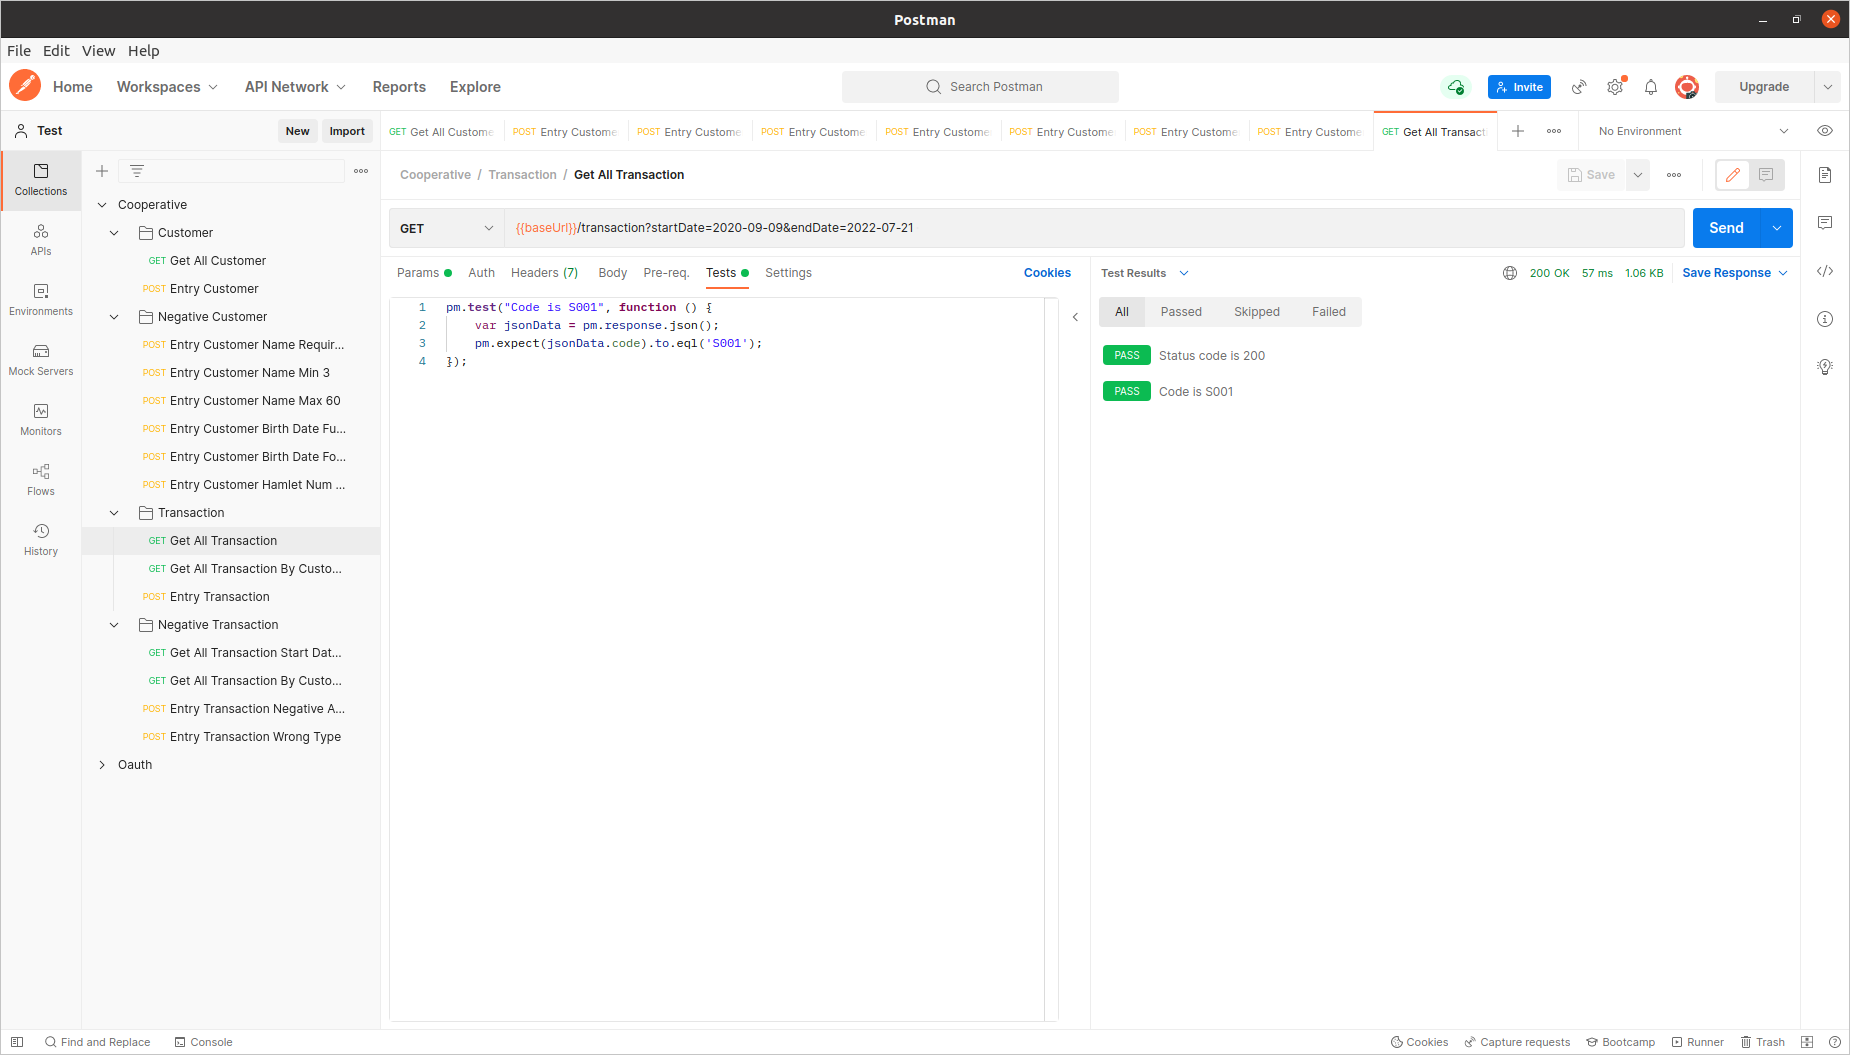 Postman
File Edit View Help
Home Workspaces API Network Reports Explore
Search Postman
Invite
Upgrade
Test
New Import
GET Get All Custome
POST Entry Custome
POST Entry Custome
POST Entry Custome
POST Entry Custome
POST Entry Custome
POST Entry Custome
POST Entry Custome
GET Get All Transact
No Environment
Collections
APIs
Environments
Mock Servers
Monitors
Flows
History
Cooperative
Customer
GET Get All Customer
POST Entry Customer
Negative Customer
POST Entry Customer Name Requir...
POST Entry Customer Name Min 3
POST Entry Customer Name Max 60
POST Entry Customer Birth Date Fu...
POST Entry Customer Birth Date Fo...
POST Entry Customer Hamlet Num ...
Transaction
GET Get All Transaction
GET Get All Transaction By Custo...
POST Entry Transaction
Negative Transaction
GET Get All Transaction Start Dat...
GET Get All Transaction By Custo...
POST Entry Transaction Negative A...
POST Entry Transaction Wrong Type
Oauth
Cooperative / Transaction / Get All Transaction
Save
GET
{{baseUrl}}/transaction?startDate=2020-09-09&endDate=2022-07-21
Send
Params Auth Headers (7) Body Pre-req. Tests Settings
Cookies
1 pm.test("Code is S001", function () {
2 var jsonData = pm.response.json();
3 pm.expect(jsonData.code).to.eql('S001');
4 });
Test Results
200 OK 57 ms 1.06 KB Save Response
All Passed Skipped Failed
PASS Status code is 200
PASS Code is S001
Find and Replace Console
Cookies Capture requests Bootcamp Runner Trash